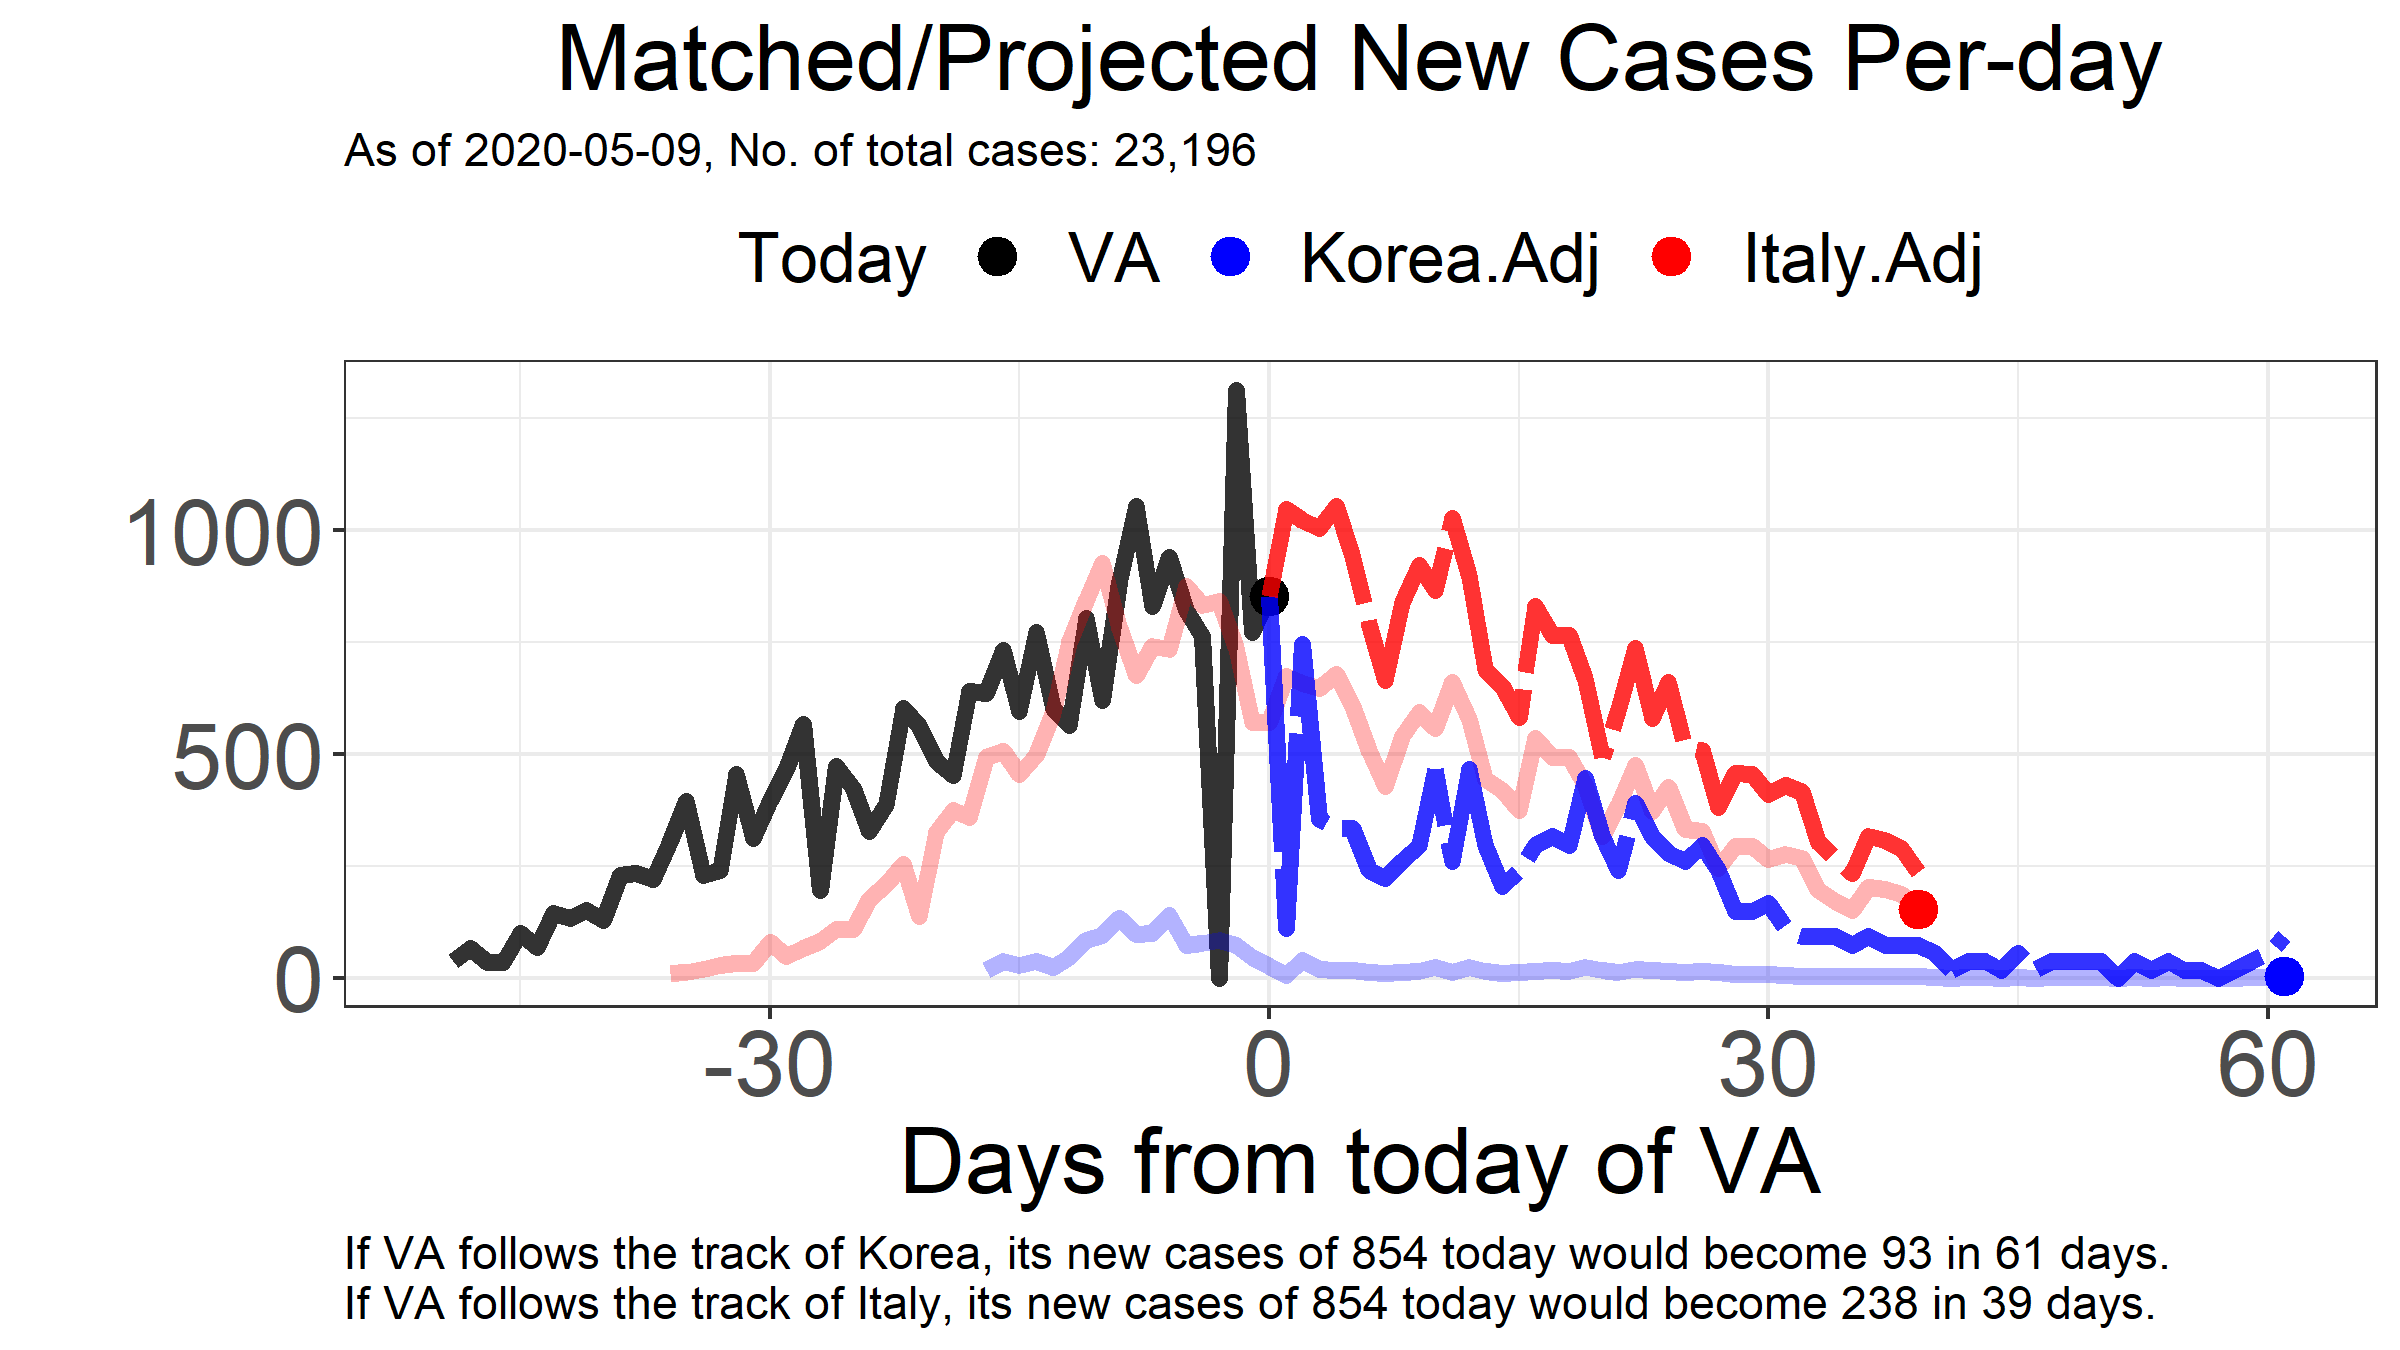 Matched/Projected New Cases Per-day
As of 2020-05-09, No. of total cases: 23,196
Today VA Korea.Adj Italy.Adj
1000
500
0
-30 0 30 60
Days from today of VA
If VA follows the track of Korea, its new cases of 854 today would become 93 in 61 days.
If VA follows the track of Italy, its new cases of 854 today would become 238 in 39 days.